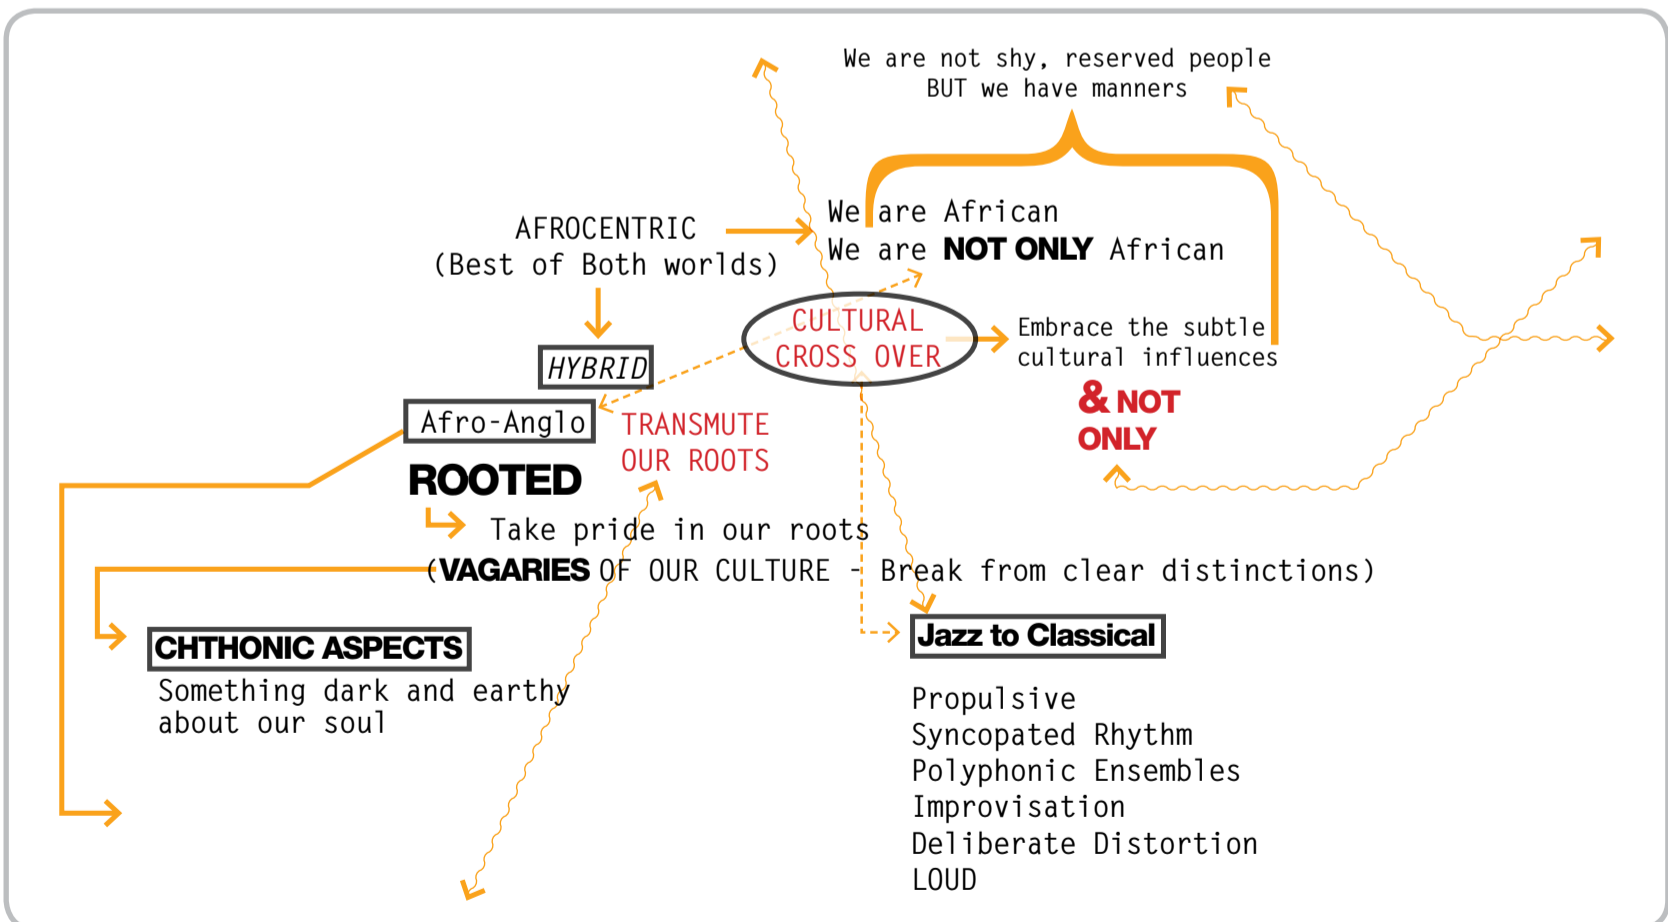 We are not shy, reserved people
BUT we have manners
We are African
We are NOT ONLY African
AFROCENTRIC
(Best of Both worlds)
HYBRID
Afro-Anglo
CULTURAL
CROSS OVER
Embrace the subtle
cultural influences
& NOT
ONLY
TRANSMUTE
OUR ROOTS
ROOTED
Take pride in our roots
(VAGARIES OF OUR CULTURE - Break from clear distinctions)
CHTHONIC ASPECTS
Something dark and earthy
about our soul
Jazz to Classical
Propulsive
Syncopated Rhythm
Polyphonic Ensembles
Improvisation
Deliberate Distortion
LOUD